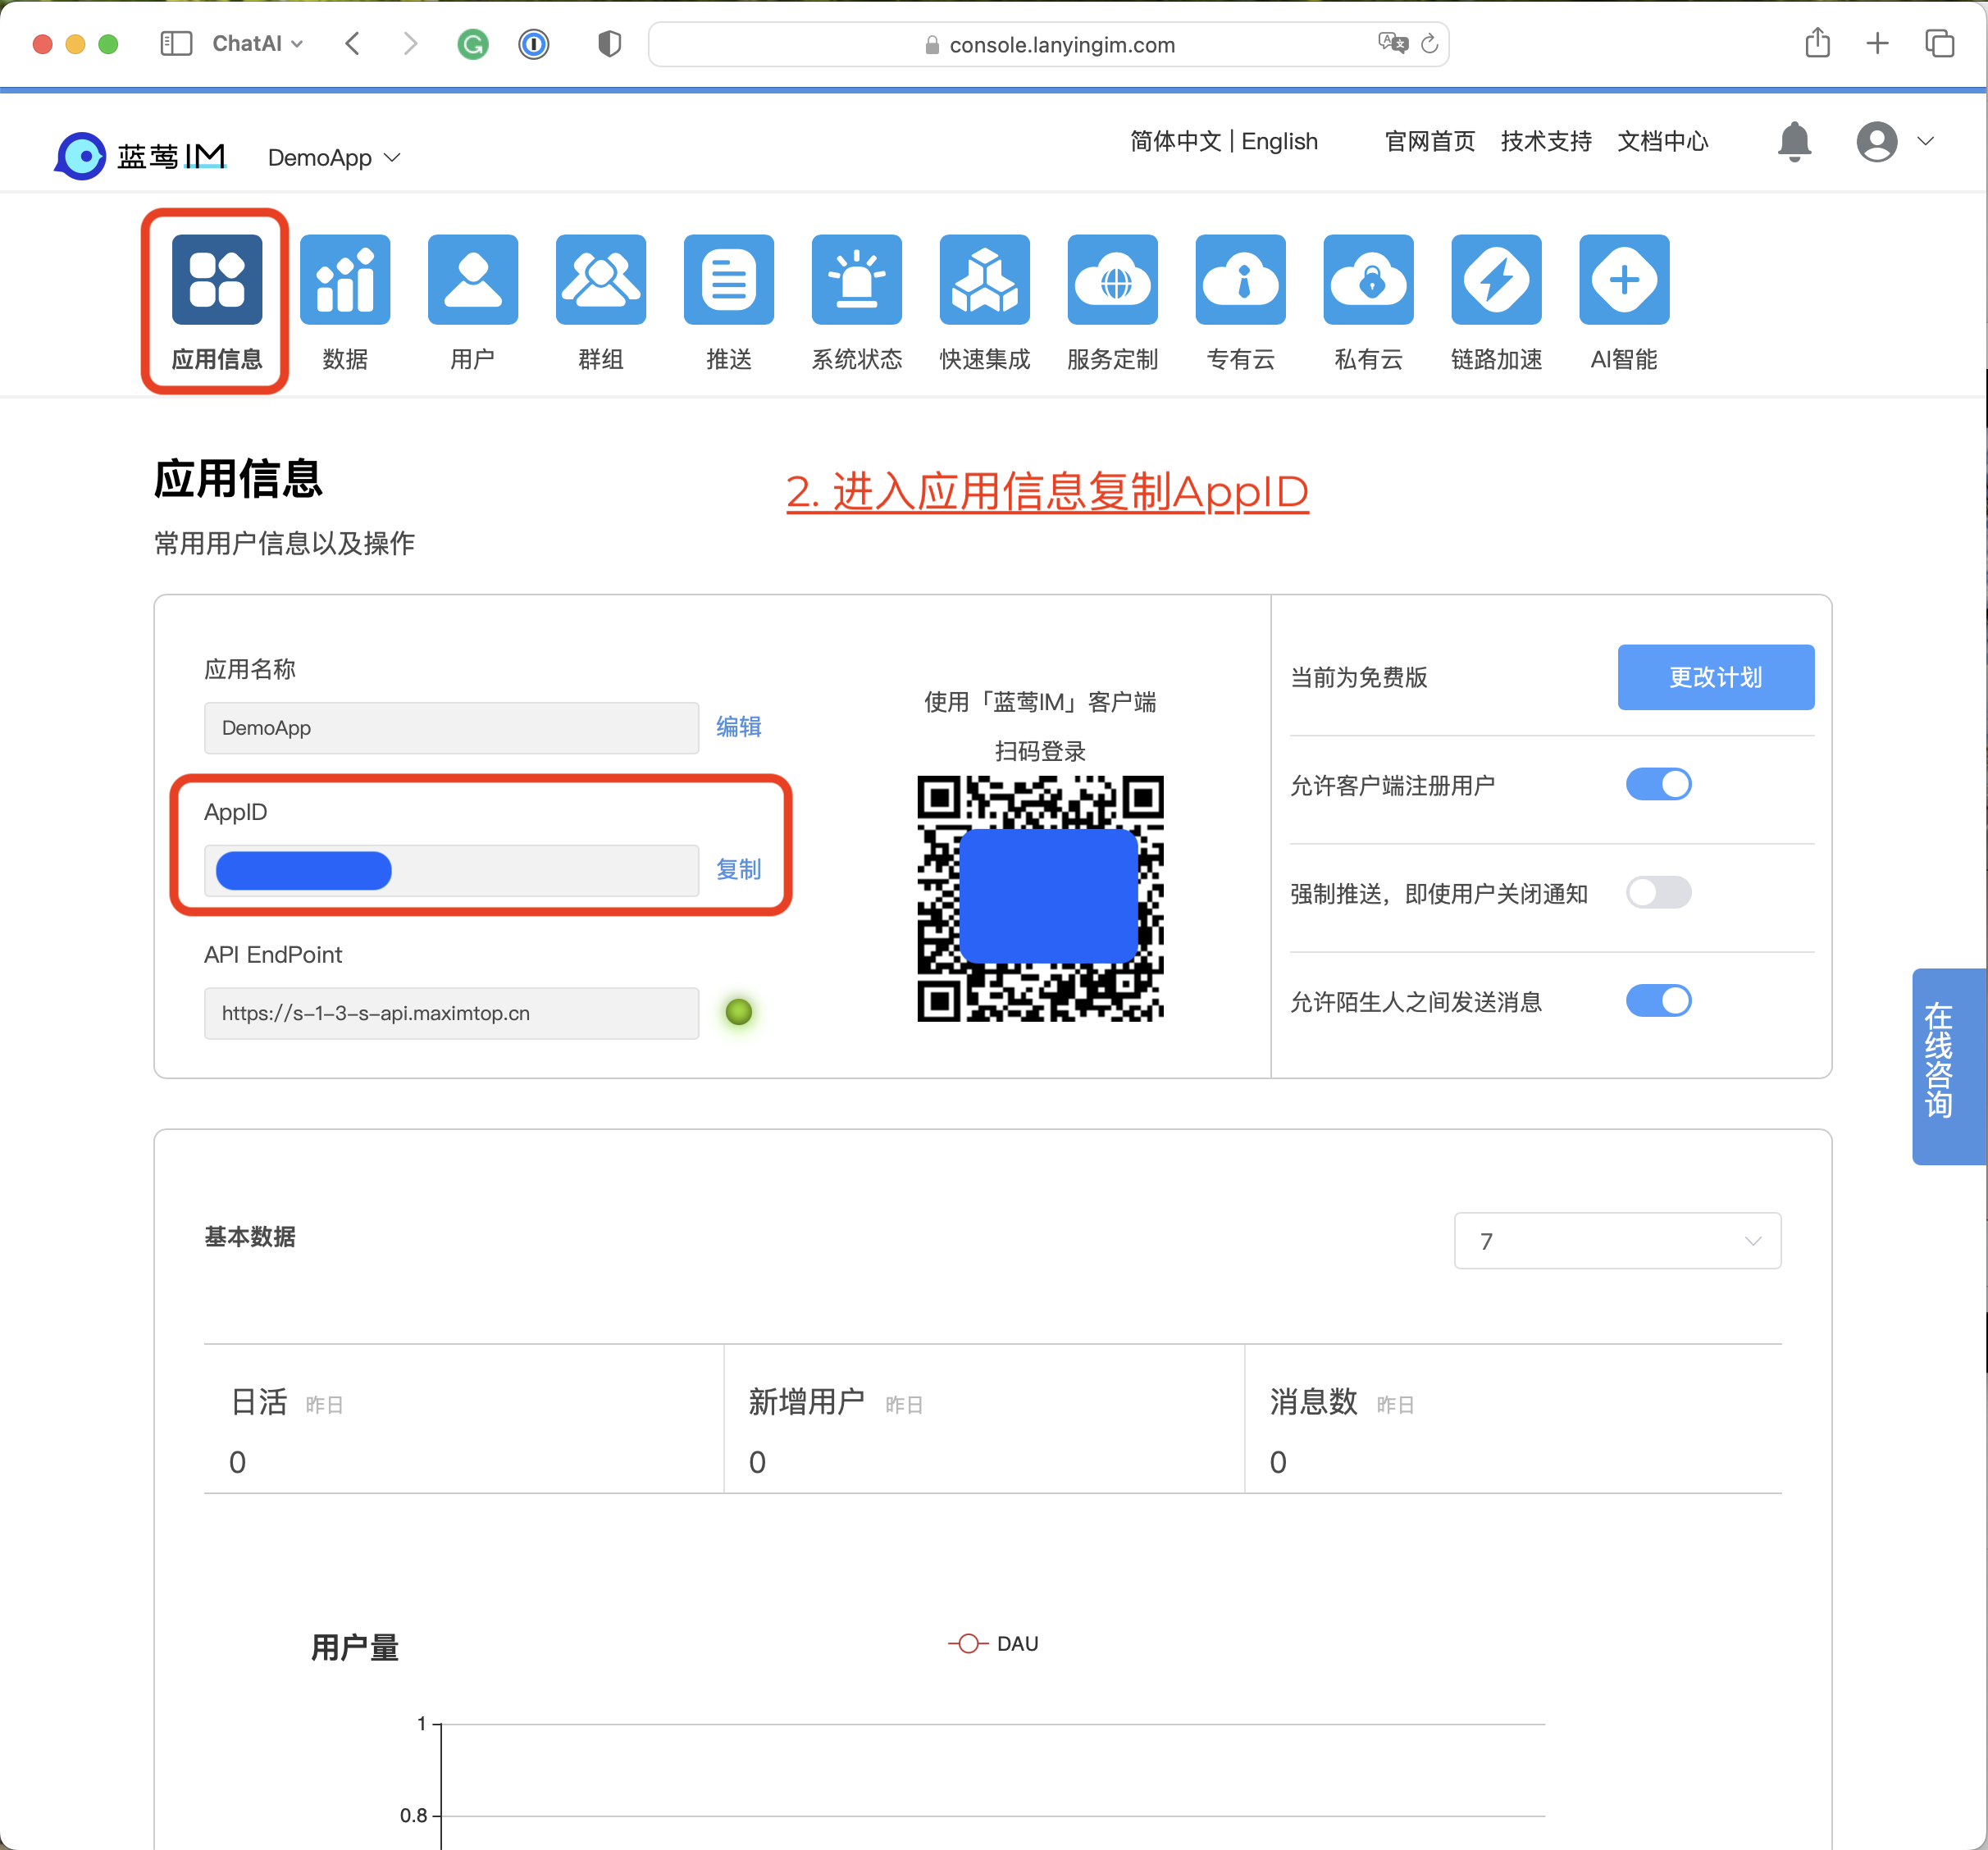 ChatAI
console.lanyingim.com
蓝莺IM
DemoApp
简体中文 | English
官网首页
技术支持
文档中心
应用信息
数据
用户
群组
推送
系统状态
快速集成
服务定制
专有云
私有云
链路加速
AI智能
应用信息
2. 进入应用信息复制AppID
常用用户信息以及操作
应用名称
DemoApp
编辑
AppID
复制
API EndPoint
https://s-1-3-s-api.maximtop.cn
使用「蓝莺IM」客户端
扫码登录
当前为免费版
更改计划
允许客户端注册用户
强制推送，即使用户关闭通知
允许陌生人之间发送消息
在线咨询
基本数据
7
日活 昨日
0
新增用户 昨日
0
消息数 昨日
0
用户量
DAU
1
0.8